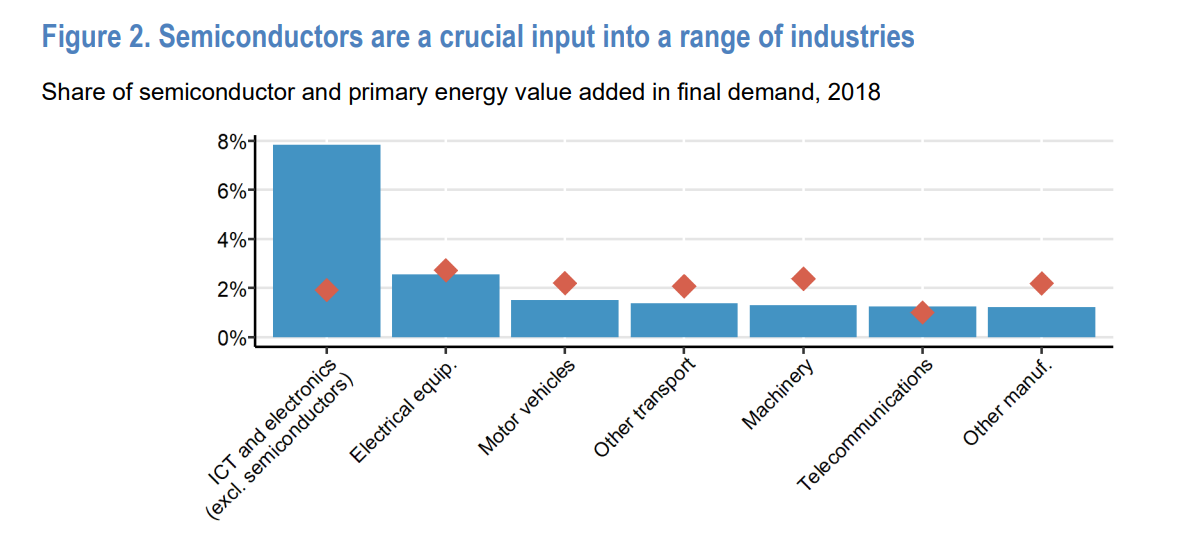 Figure 2. Semiconductors are a crucial input into a range of industries
Share of semiconductor and primary energy value added in final demand, 2018
8%
6%
4%
2%
0%
ICT and electronics
(excl. semiconductors)
Electrical equip.
Motor vehicles
Other transport
Machinery
Telecommunications
Other manuf.